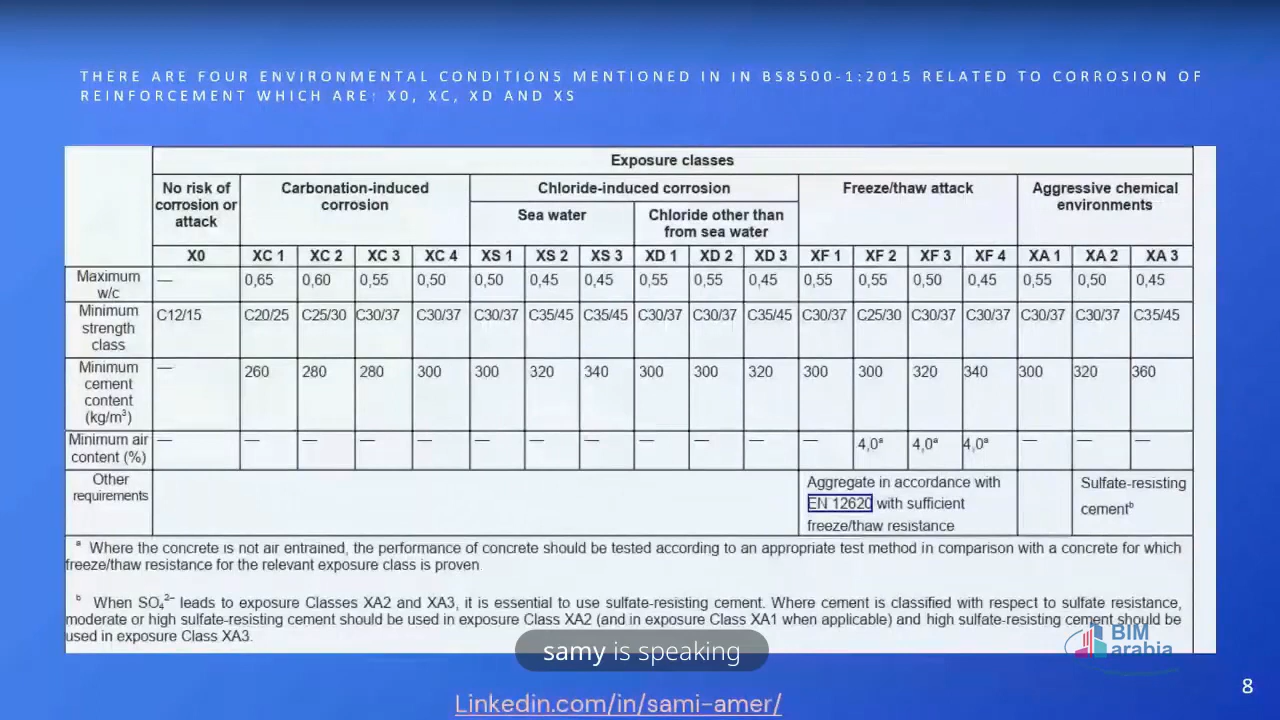 THERE ARE FOUR ENVIRONMENTAL CONDITIONS MENTIONED IN IN BS8500-1:2015 RELATED TO CORROSION OF
REINFORCEMENT WHICH ARE: X0, XC, XD AND XS
Exposure classes
No risk of corrosion or attack Carbonation-induced corrosion Chloride-induced corrosion Freeze/thaw attack Aggressive chemical environments
Sea water Chloride other than from sea water
X0 XC 1 XC 2 XC 3 XC 4 XS 1 XS 2 XS 3 XD 1 XD 2 XD 3 XF 1 XF 2 XF 3 XF 4 XA 1 XA 2 XA 3
Maximum w/c — 0,65 0,60 0,55 0,50 0,50 0,45 0,45 0,55 0,55 0,45 0,55 0,55 0,50 0,45 0,55 0,50 0,45
Minimum strength class C12/15 C20/25 C25/30 C30/37 C30/37 C30/37 C35/45 C35/45 C30/37 C30/37 C35/45 C30/37 C25/30 C30/37 C30/37 C30/37 C30/37 C35/45
Minimum cement content (kg/m³) — 260 280 280 300 300 320 340 300 300 320 300 300 320 340 300 320 360
Minimum air content (%) — — — — — — — — — — — — 4,0ᵃ 4,0ᵃ 4,0ᵃ — — —
Other requirements Aggregate in accordance with EN 12620 with sufficient freeze/thaw resistance Sulfate-resisting cementᵇ
ᵃ Where the concrete is not air entrained, the performance of concrete should be tested according to an appropriate test method in comparison with a concrete for which
freeze/thaw resistance for the relevant exposure class is proven
ᵇ When SO₄²⁻ leads to exposure Classes XA2 and XA3, it is essential to use sulfate-resisting cement. Where cement is classified with respect to sulfate resistance,
moderate or high sulfate-resisting cement should be used in exposure Class XA2 (and in exposure Class XA1 when applicable) and high sulfate-resisting cement should be
used in exposure Class XA3.
BIM
arabia
samy is speaking
8
Linkedin.com/in/sami-amer/